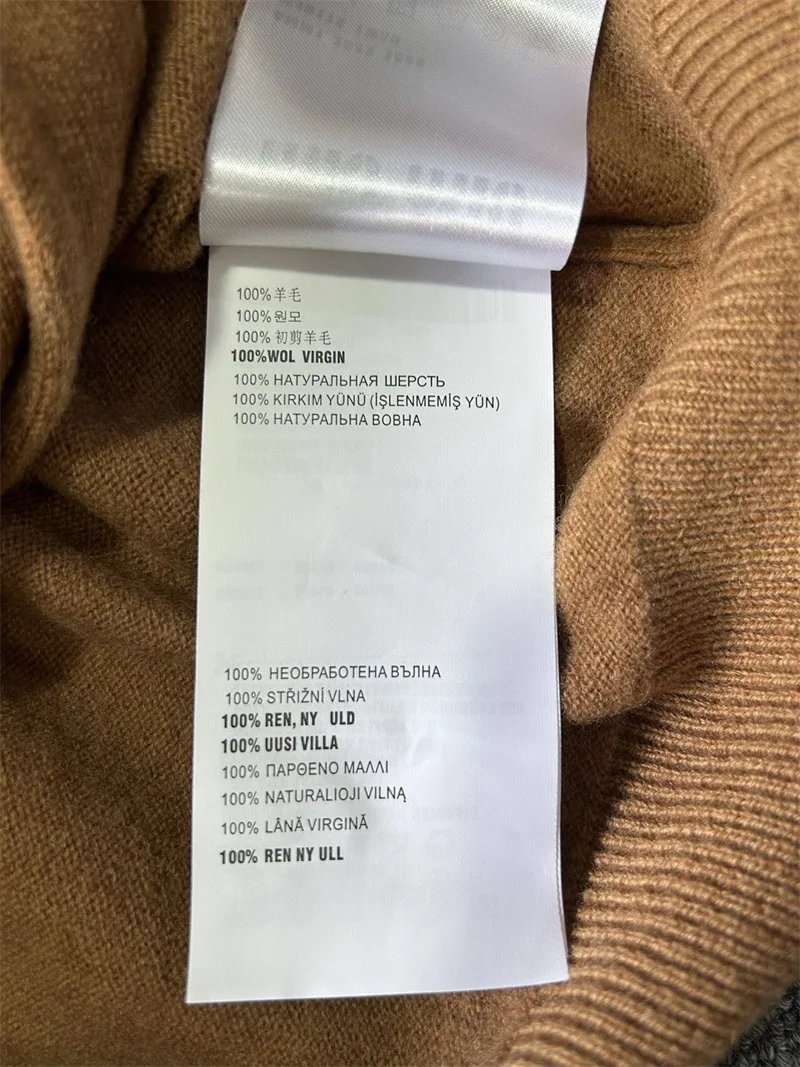 100%羊毛
100%원모
100%初剪羊毛
100%WOL VIRGIN
100% НАТУРАЛЬНАЯ ШЕРСТЬ
100% KIRKIM YÜNÜ (İŞLENMEMİŞ YÜN)
100% НАТУРАЛЬНА ВОВНА
100% НЕОБРАБОТЕНА ВЪЛНА
100% STŘIŽNÍ VLNA
100% REN, NY ULD
100% UUSI VILLA
100% ΠΑΡΘΕΝΟ ΜΑΛΛΙ
100% NATURALIOJI VILNĄ
100% LÂNĂ VIRGINĂ
100% REN NY ULL